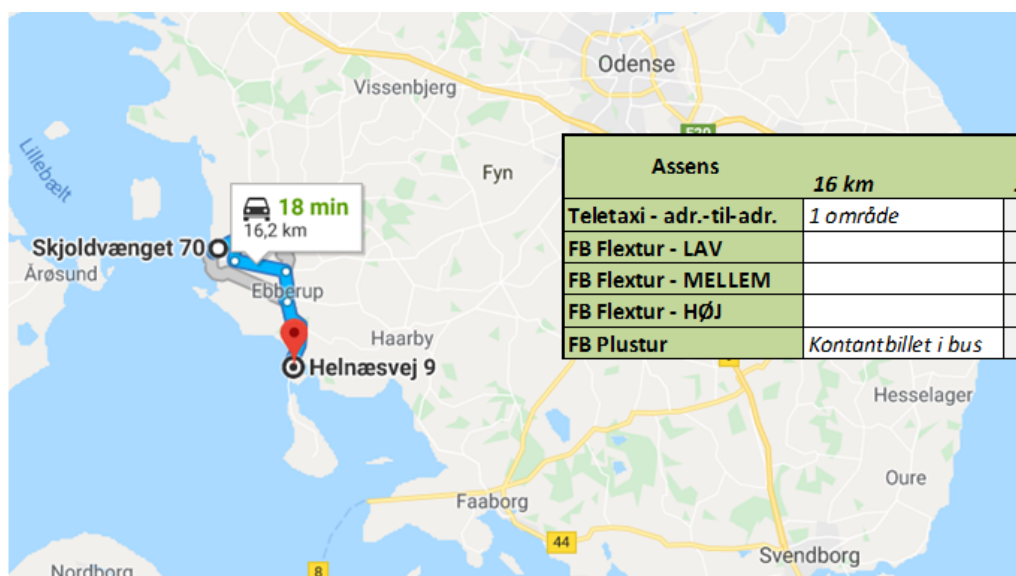 Odense
Vissenbjerg
E20
Lillebælt
Fyn
Assens
16 km
18 min
16,2 km
Teletaxi - adr.-til-adr.
1 område
Skjoldvænget 70
FB Flextur - LAV
Årøsund
FB Flextur - MELLEM
Ebberup
FB Flextur - HØJ
Haarby
FB Plustur
Kontantbillet i bus
Helnæsvej 9
Hesselager
Oure
Faaborg
44
Svendborg
Nordborg
8